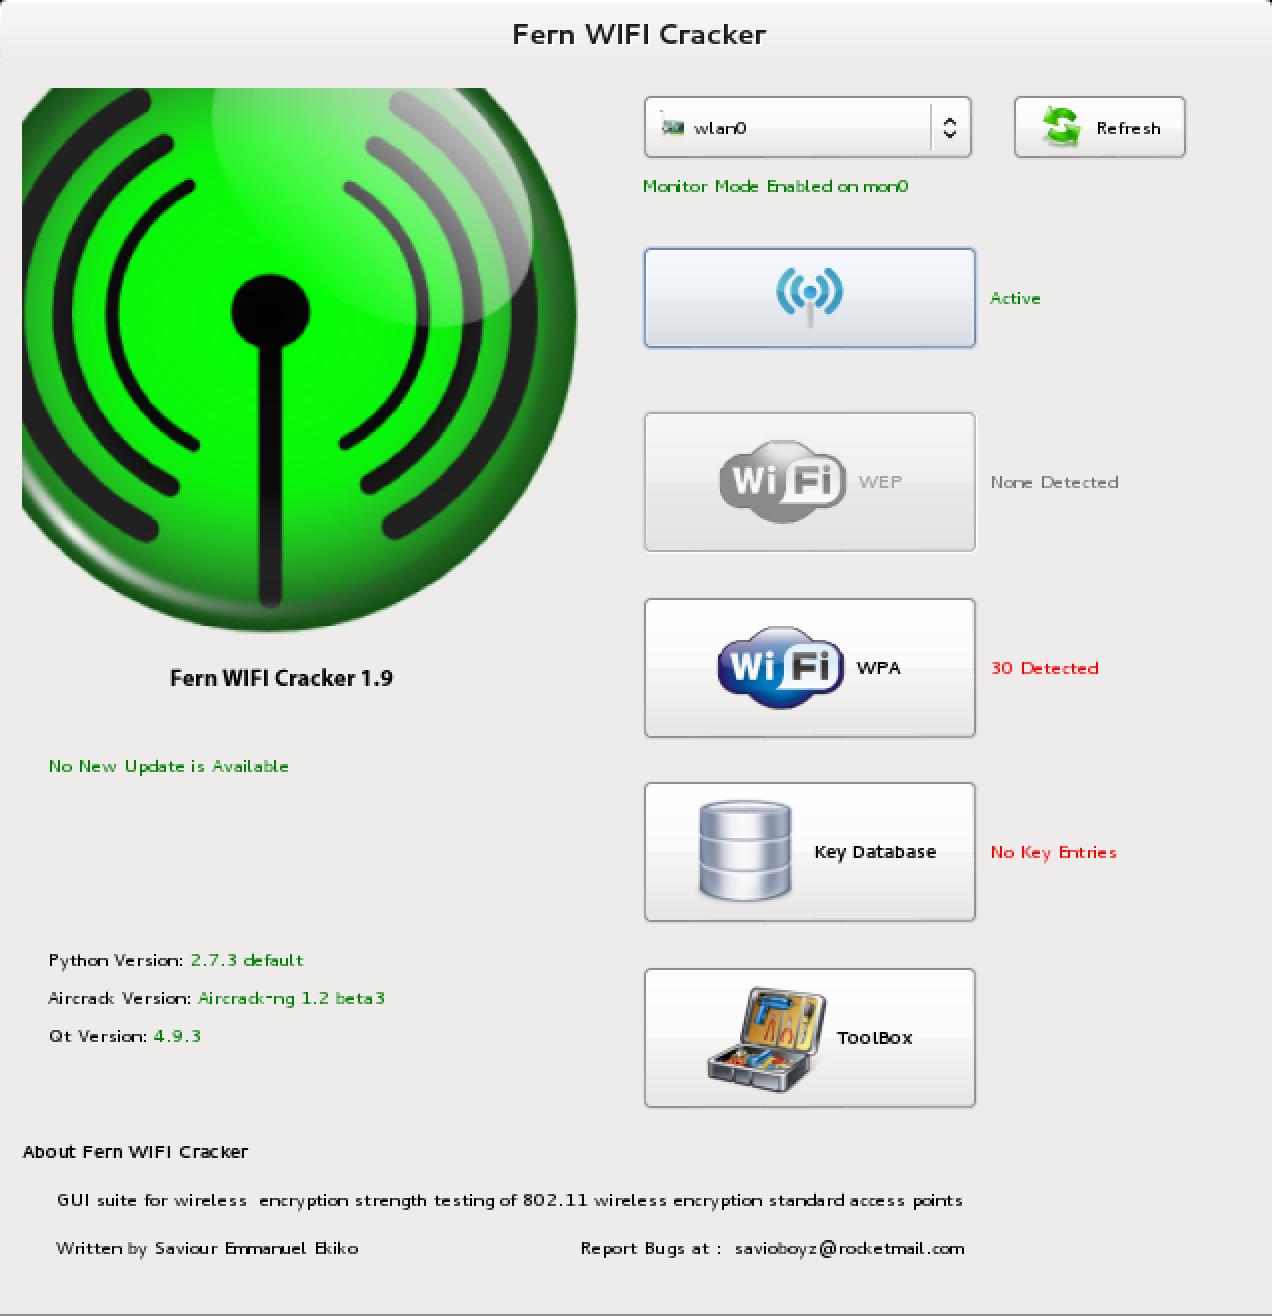 Fern WIFI Cracker
wlan0
Refresh
Monitor Mode Enabled on mon0
Active
WiFi WEP
None Detected
WiFi WPA
30 Detected
Fern WIFI Cracker 1.9
No New Update is Available
Key Database
No Key Entries
Python Version: 2.7.3 default
Aircrack Version: Aircrack-ng 1.2 beta3
Qt Version: 4.9.3
ToolBox
About Fern WIFI Cracker
GUI suite for wireless encryption strength testing of 802.11 wireless encryption standard access points
Written by Saviour Emmanuel Ekiko
Report Bugs at : savioboyz@rocketmail.com